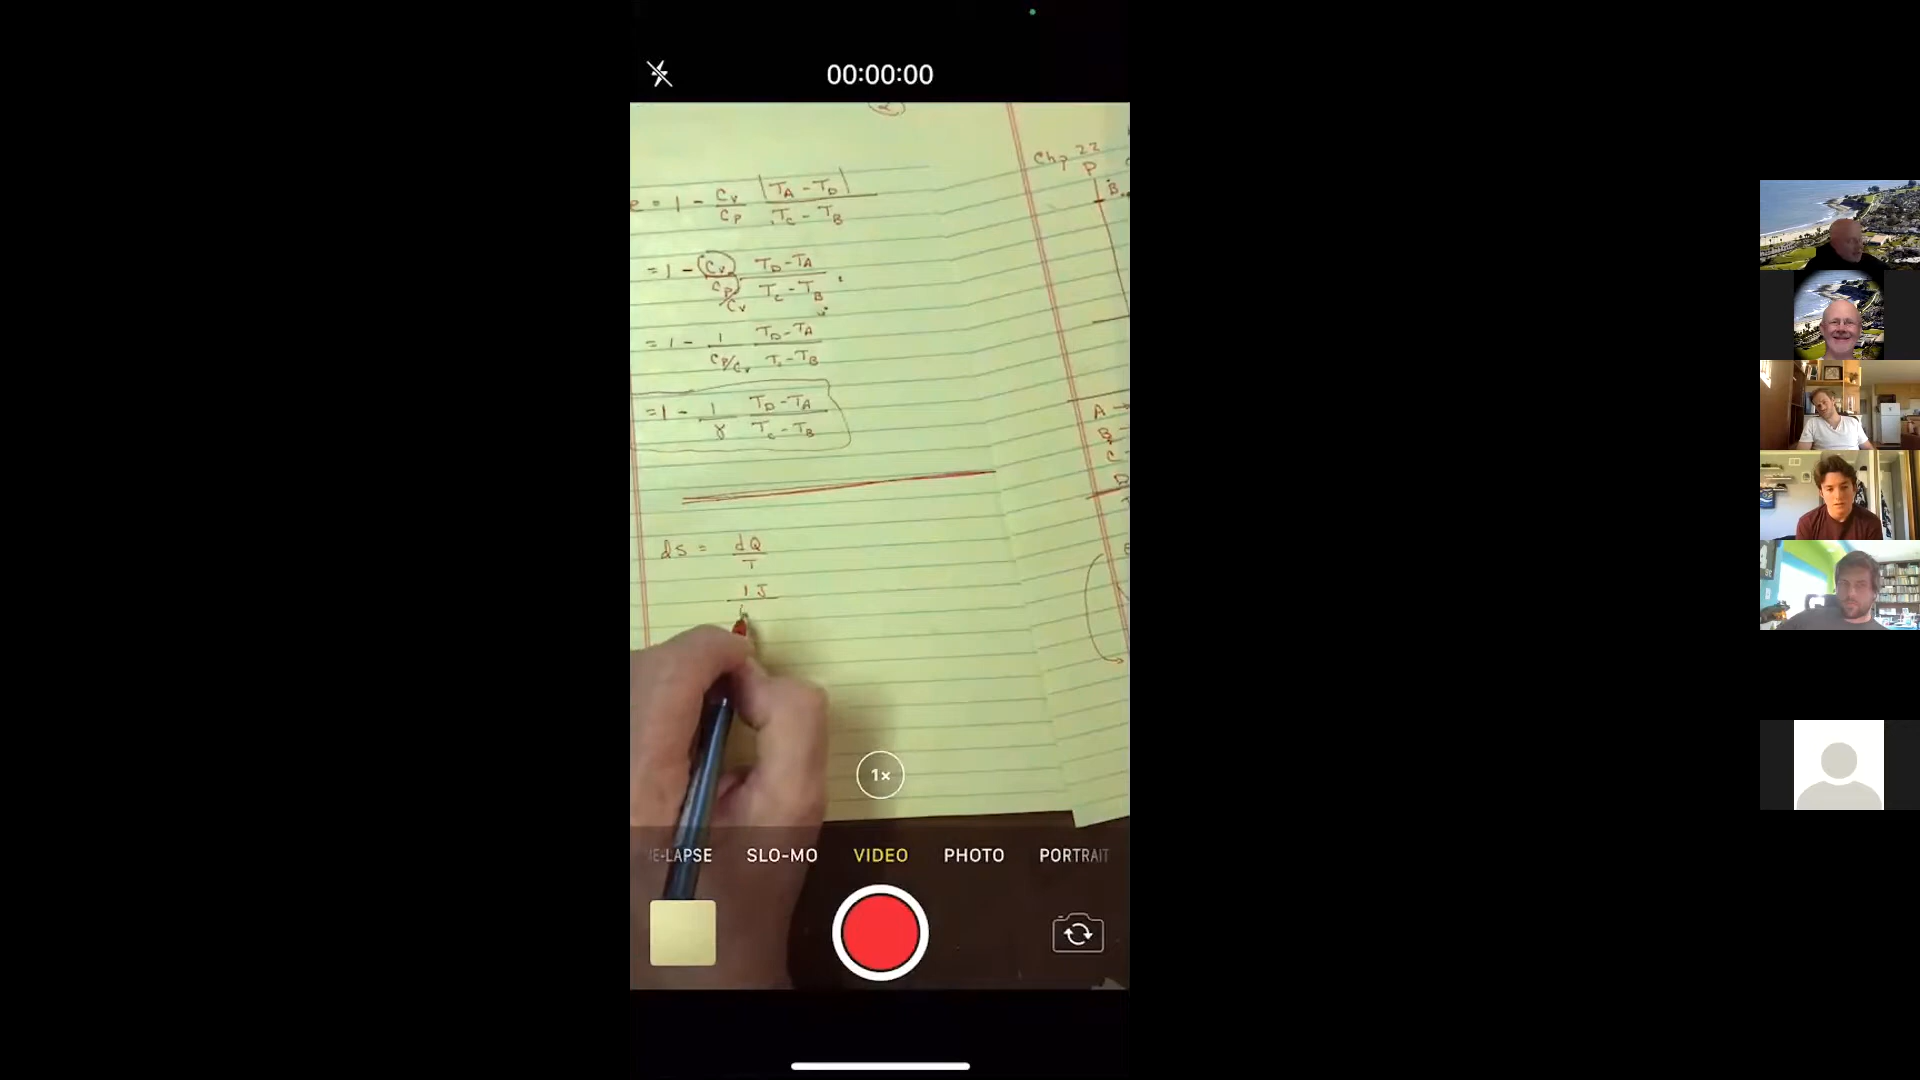 00:00:00
Chp 22
P
B
e = 1 - Cv/Cp |TA - TD| / TC - TB
= 1 - Cv / Cp/Cv TD - TA / TC - TB
= 1 - 1 / Cp/Cv TD - TA / TC - TB
= 1 - 1/γ TD - TA / TC - TB
A →
B →
C
D
ds = dQ / T
1J
1×
E-LAPSE SLO-MO VIDEO PHOTO PORTRAIT